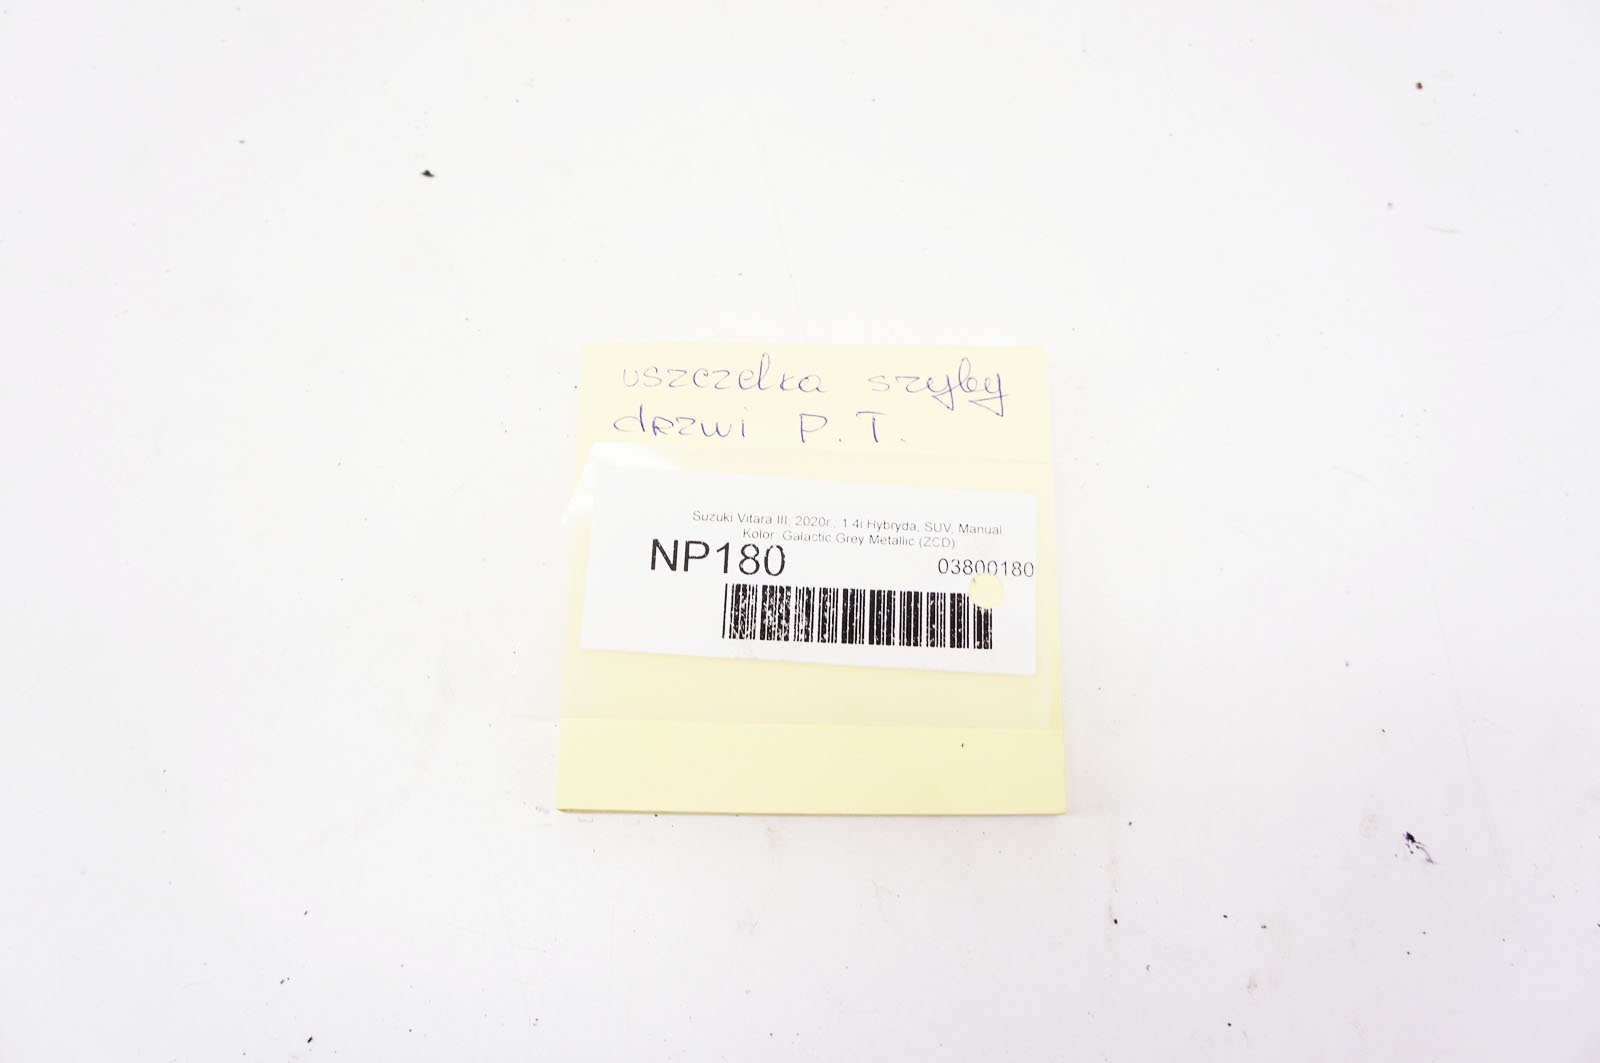 uszczelka szyby
drzwi P.T.
Suzuki Vitara III, 2020r., 1.4i Hybryda, SUV, Manual
Kolor: Galactic Grey Metallic (ZCD)
NP180
03800180